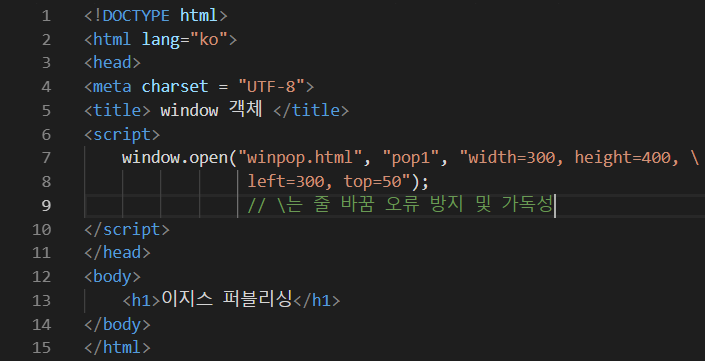 1 <!DOCTYPE html>
2 <html lang="ko">
3 <head>
4 <meta charset = "UTF-8">
5 <title> window 객체 </title>
6 <script>
7 window.open("winpop.html", "pop1", "width=300, height=400, \
8 left=300, top=50");
9 // \는 줄 바꿈 오류 방지 및 가독성
10 </script>
11 </head>
12 <body>
13 <h1>이지스 퍼블리싱</h1>
14 </body>
15 </html>